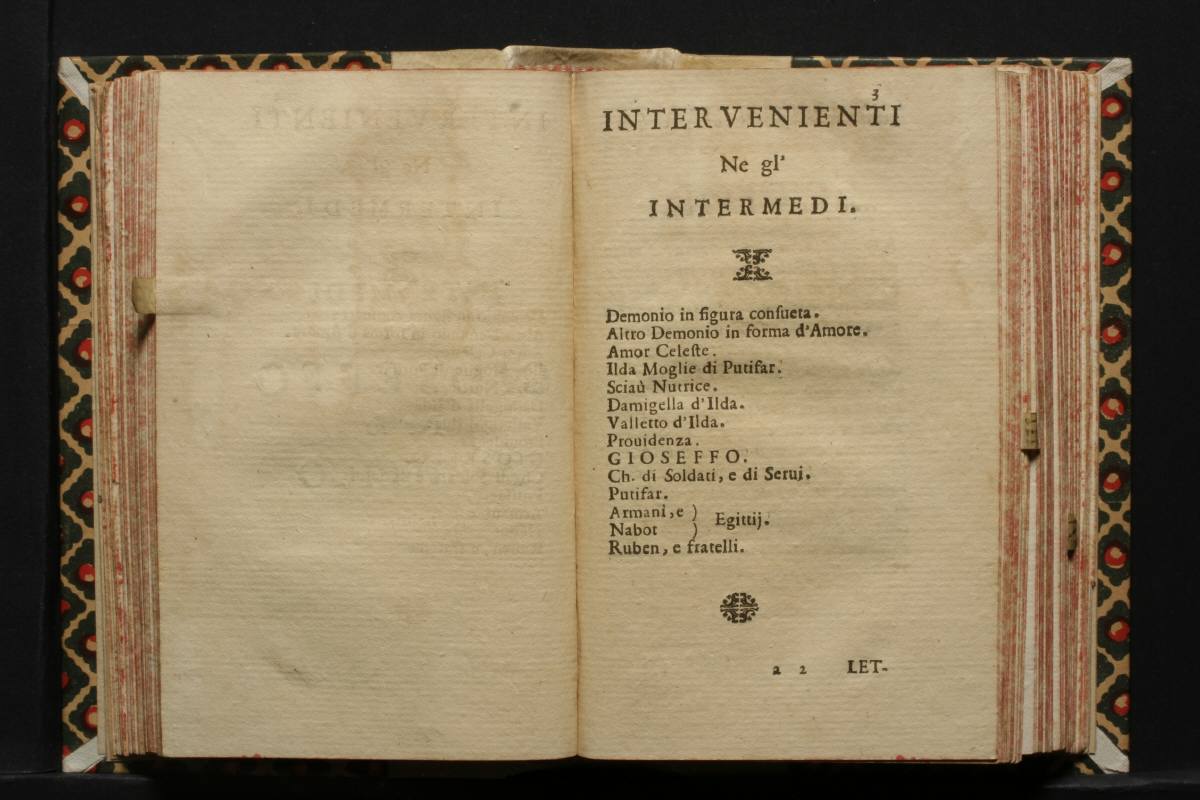 3
INTERVENIENTI
Ne gl'
INTERMEDI.
Demonio in figura conſueta.
Altro Demonio in forma d'Amore.
Amor Celeſte.
Ilda Moglie di Putifar.
Sciaù Nutrice.
Damigella d'Ilda.
Valletto d'Ilda.
Prouidenza.
GIOSEFFO.
Ch. di Soldati, e di Serui.
Putifar.
Armani, e ) Egittij.
Nabot )
Ruben, e fratelli.
a 2 LET-